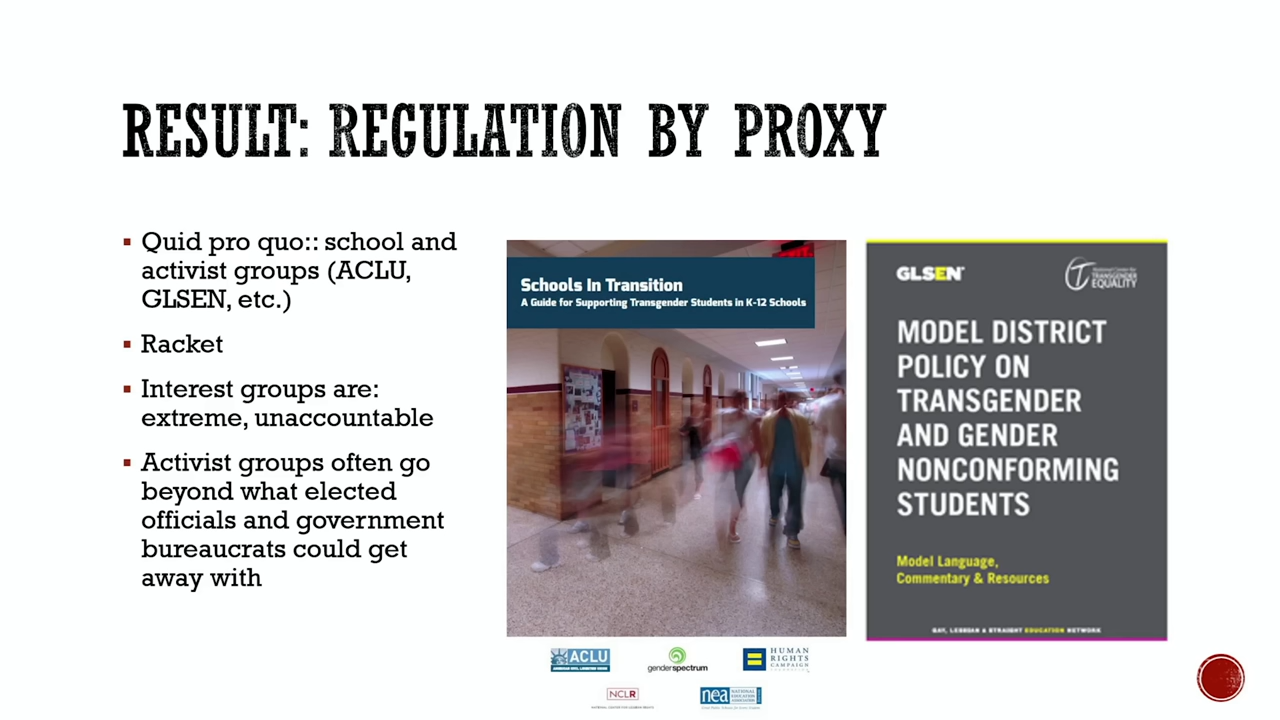 RESULT: REGULATION BY PROXY
Quid pro quo:: school and
activist groups (ACLU,
GLSEN, etc.)
Racket
Interest groups are:
extreme, unaccountable
Activist groups often go
beyond what elected
officials and government
bureaucrats could get
away with
Schools In Transition
A Guide for Supporting Transgender Students in K-12 Schools
GLSEN
National Center for
TRANSGENDER
EQUALITY
MODEL DISTRICT
POLICY ON
TRANSGENDER
AND GENDER
NONCONFORMING
STUDENTS
Model Language,
Commentary & Resources
GAY, LESBIAN & STRAIGHT EDUCATION NETWORK
ACLU
AMERICAN CIVIL LIBERTIES UNION
genderspectrum
HUMAN
RIGHTS
CAMPAIGN
FOUNDATION
NCLR
NATIONAL CENTER FOR LESBIAN RIGHTS
nea
NATIONAL
EDUCATION
ASSOCIATION